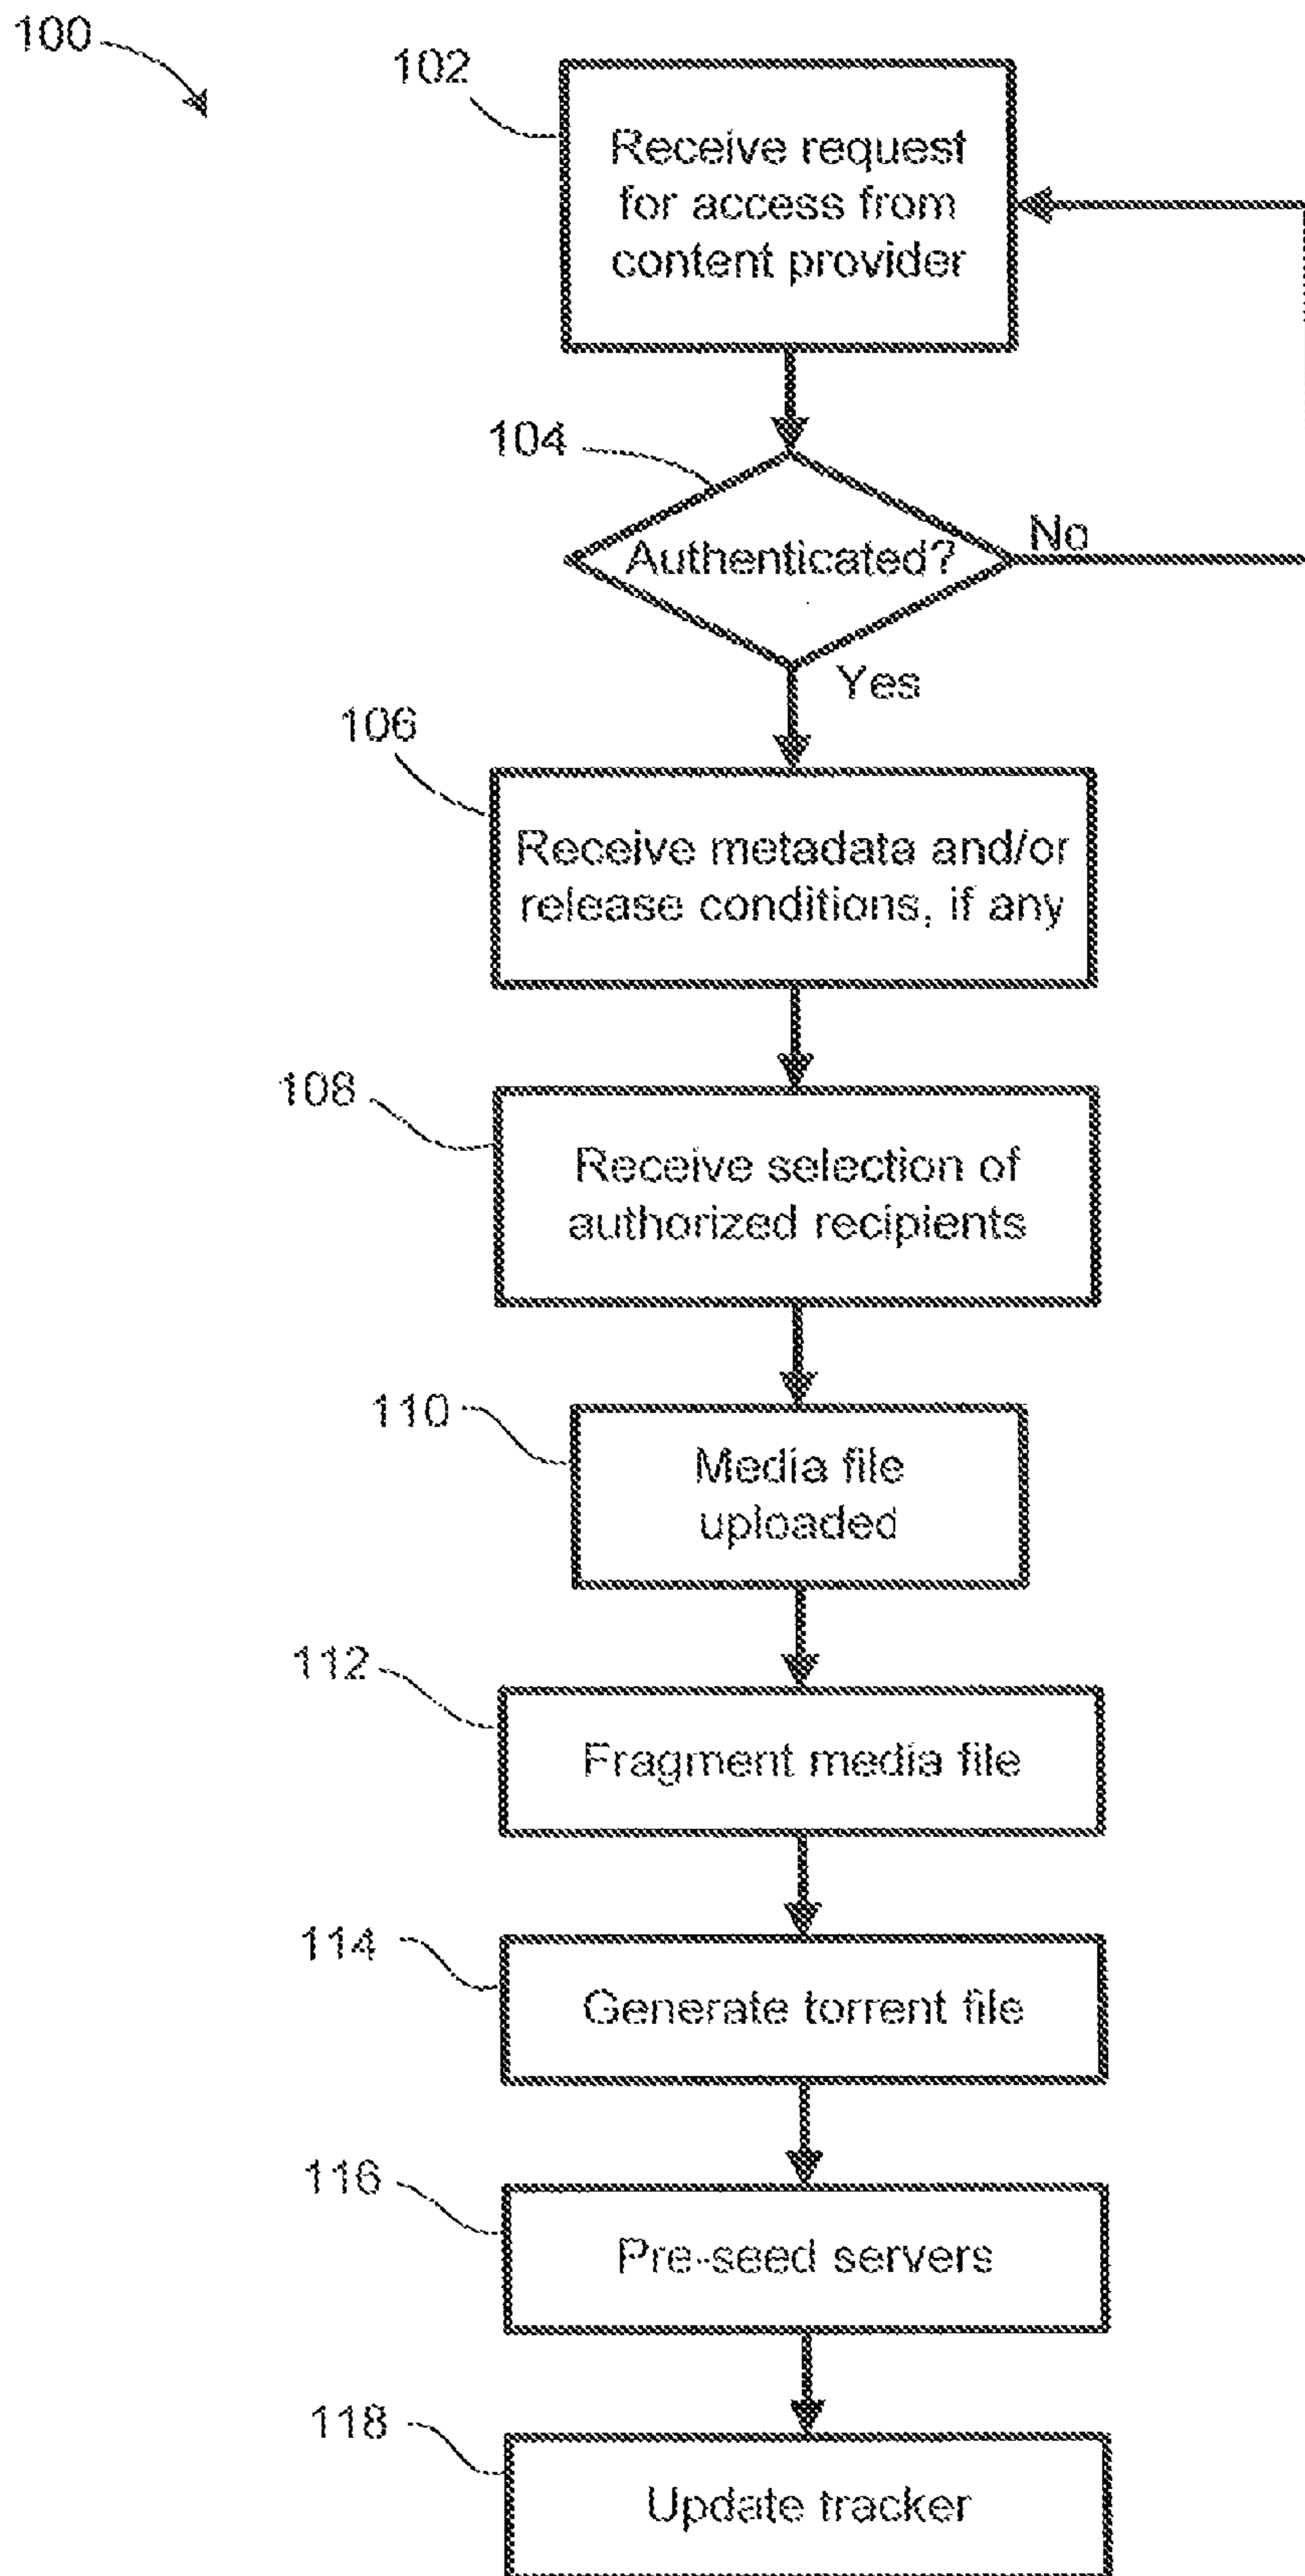 100
102
Receive request
for access from
content provider
104
Authenticated?
No
Yes
106
Receive metadata and/or
release conditions, if any
108
Receive selection of
authorized recipients
110
Media file
uploaded
112
Fragment media file
114
Generate torrent file
116
Pre-seed servers
118
Update tracker